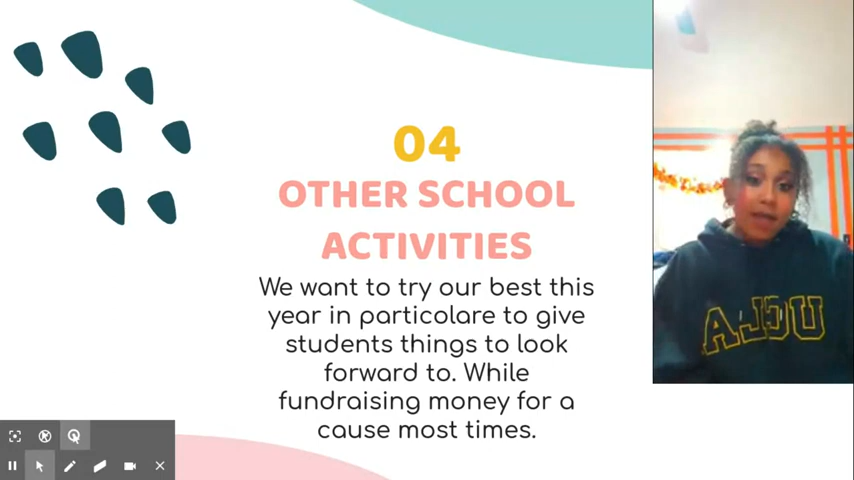 04
OTHER SCHOOL
ACTIVITIES
We want to try our best this
year in particolare to give
students things to look
forward to. While
fundraising money for a
cause most times.
UCLA